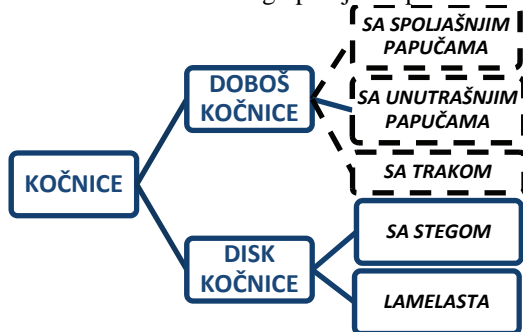 SA SPOLJAŠNJIM
PAPUČAMA
DOBOŠ
KOČNICE
SA UNUTRAŠNJIM
PAPUČAMA
SA TRAKOM
KOČNICE
DISK
KOČNICE
SA STEGOM
LAMELASTA